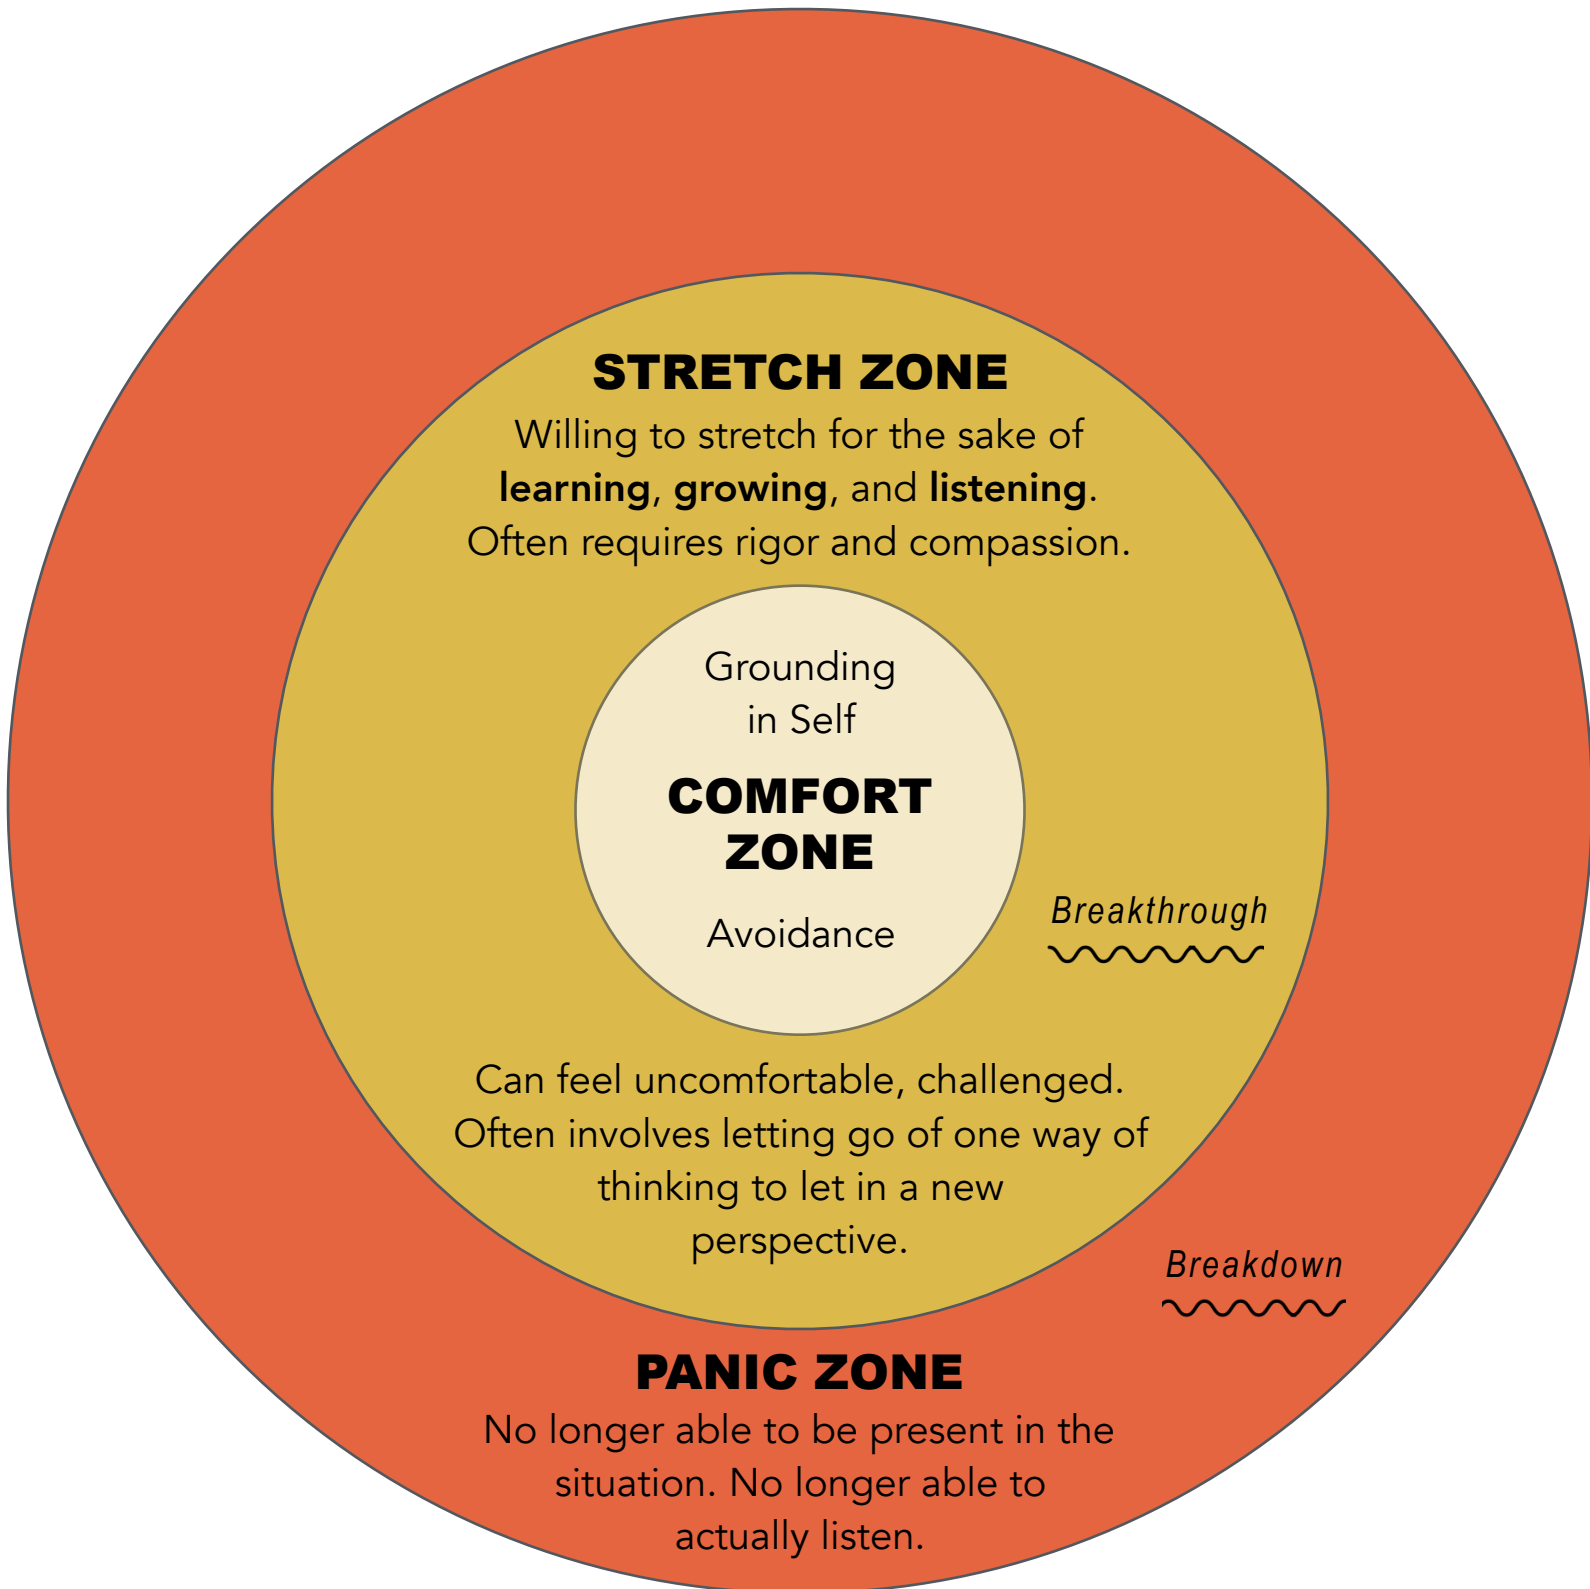 STRETCH ZONE
Willing to stretch for the sake of
learning, growing, and listening.
Often requires rigor and compassion.
Grounding
in Self
COMFORT
ZONE
Avoidance
Breakthrough
Can feel uncomfortable, challenged.
Often involves letting go of one way of
thinking to let in a new
perspective.
Breakdown
PANIC ZONE
No longer able to be present in the
situation. No longer able to
actually listen.